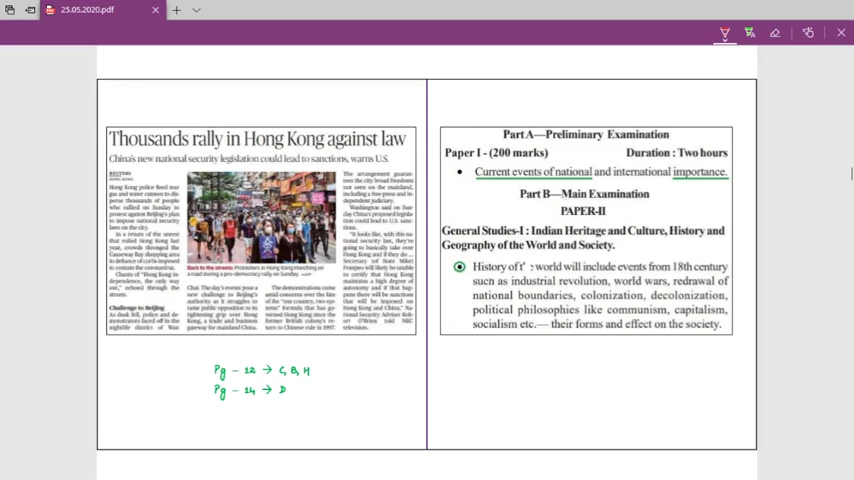 25.05.2020.pdf
Thousands rally in Hong Kong against law
China's new national security legislation could lead to sanctions, warns U.S.
REUTERS
HONG KONG
Hong Kong police fired tear
gas and water cannon to dis-
perse thousands of people
who rallied on Sunday to
protest against Beijing's plan
to impose national security
laws on the city.
In a return of the unrest
that roiled Hong Kong last
year, crowds thronged the
Causeway Bay shopping area
in defiance of curbs imposed
to contain the coronavirus.
Chants of "Hong Kong
independence, the only way
out," echoed through the
streets.
Challenge to Beijing
As dusk fell, police and de-
monstrators faced off in the
nightlife district of Wan
Back to the streets: Protesters in Hong Kong marching on
a road during a pro-democracy rally on Sunday. AFP
Chai. The day's events pose a
new challenge to Beijing's
authority as it struggles to
tame public opposition to its
tightening grip over Hong
Kong, a trade and business
gateway for mainland China.
The demonstrations come
amid concerns over the fate
of the "one country, two sys-
tems" formula that has go-
verned Hong Kong since the
former British colony's re-
turn to Chinese rule in 1997.
The arrangement guaran-
tees the city broad freedoms
not seen on the mainland,
including a free press and in-
dependent judiciary.
Washington said on Sun-
day China's proposed legisla-
tion could lead to U.S. sanc-
tions.
"It looks like, with this na-
tional security law, they're
going to basically take over
Hong Kong and if they do ...
Secretary [of State Mike]
Pompeo will likely be unable
to certify that Hong Kong
maintains a high degree of
autonomy and if that hap-
pens there will be sanctions
that will be imposed on
Hong Kong and China," Na-
tional Security Adviser Rob-
ert O'Brien told NBC
television.
Pg - 12 → C, B, H
Pg - 14 → D
Part A—Preliminary Examination
Paper I - (200 marks) Duration : Two hours
• Current events of national and international importance.
Part B—Main Examination
PAPER-II
General Studies-I : Indian Heritage and Culture, History and
Geography of the World and Society.
History of world will include events from 18th century
such as industrial revolution, world wars, redrawal of
national boundaries, colonization, decolonization,
political philosophies like communism, capitalism,
socialism etc.— their forms and effect on the society.